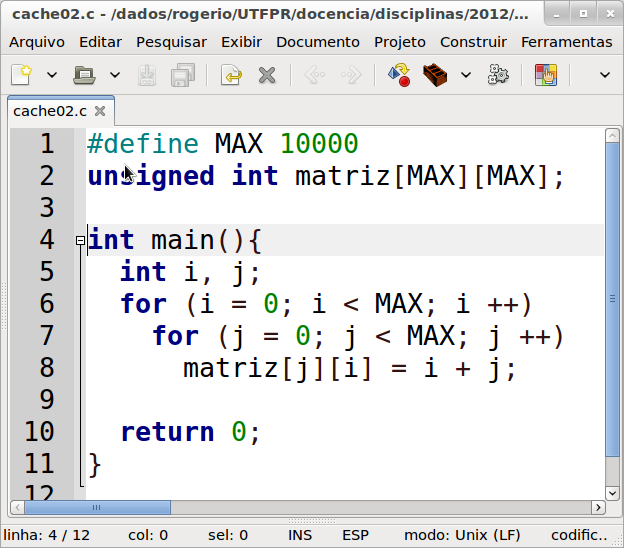 cache02.c - /dados/rogerio/UTFPR/docencia/disciplinas/2012/...
Arquivo Editar Pesquisar Exibir Documento Projeto Construir Ferramentas
cache02.c
1 #define MAX 10000
2 unsigned int matriz[MAX][MAX];
3
4 int main(){
5   int i, j;
6   for (i = 0; i < MAX; i ++)
7     for (j = 0; j < MAX; j ++)
8       matriz[j][i] = i + j;
9
10   return 0;
11 }
12
linha: 4 / 12 col: 0 sel: 0 INS ESP modo: Unix (LF) codific..